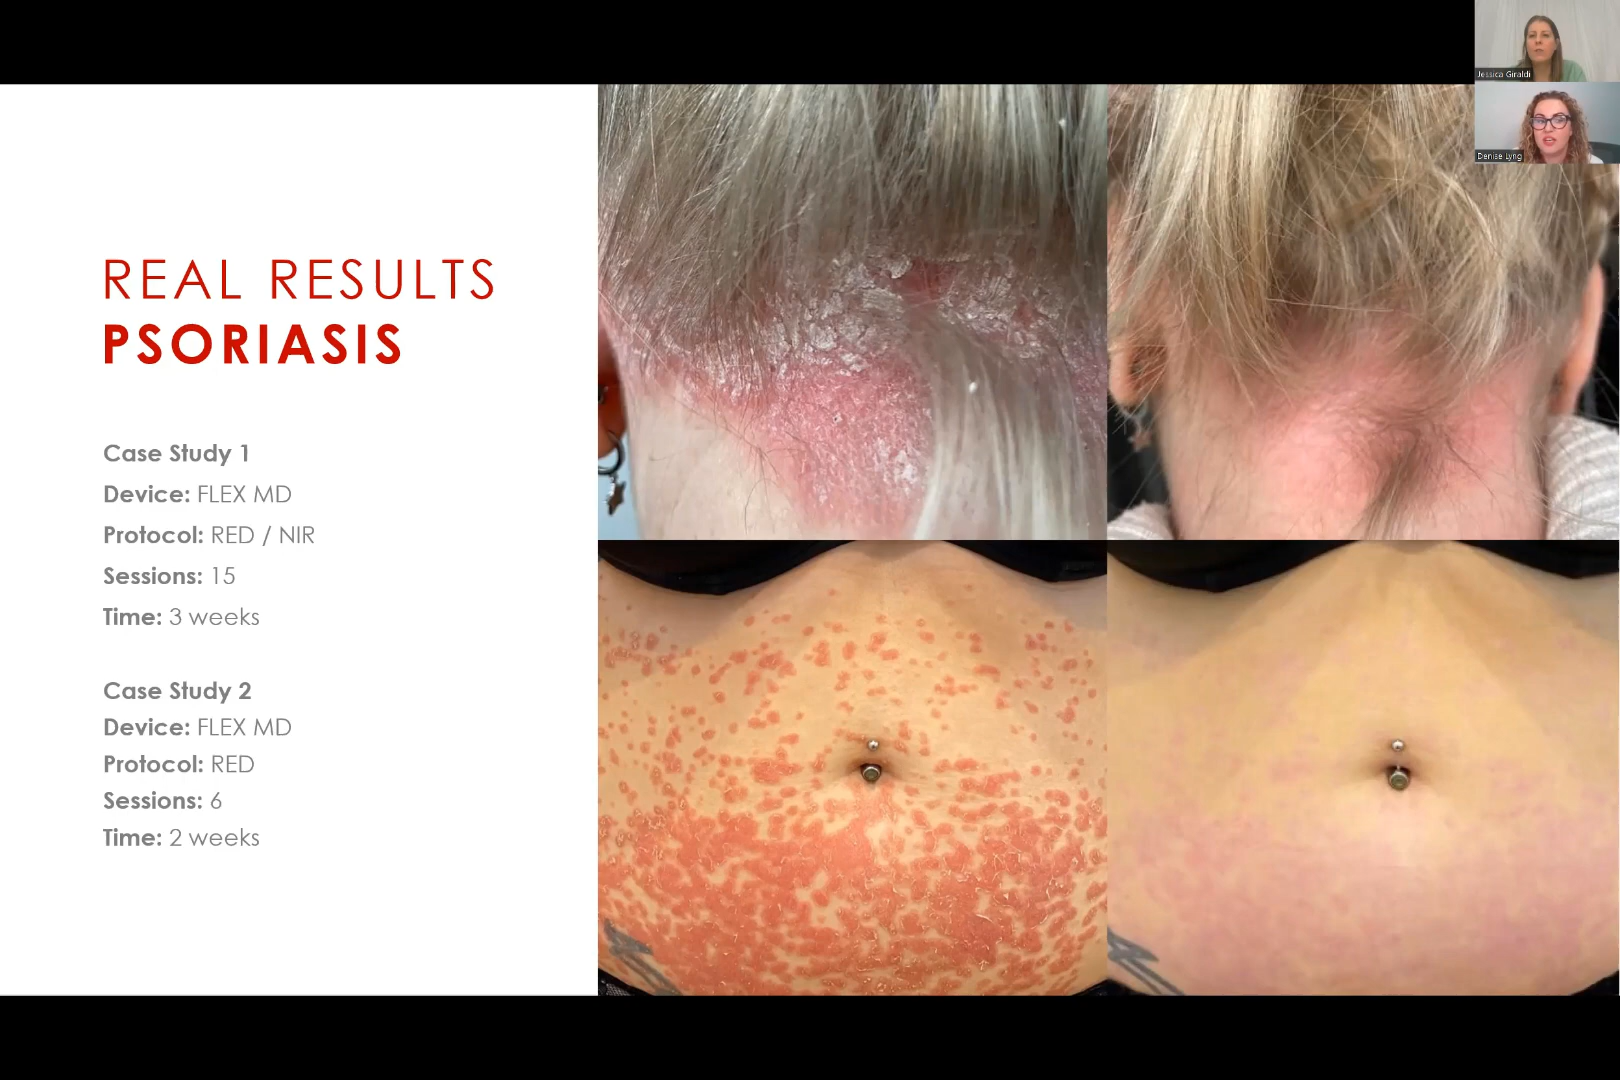 Jessica Giraldi
Denise Lyng
REAL RESULTS
PSORIASIS
Case Study 1
Device: FLEX MD
Protocol: RED / NIR
Sessions: 15
Time: 3 weeks
Case Study 2
Device: FLEX MD
Protocol: RED
Sessions: 6
Time: 2 weeks